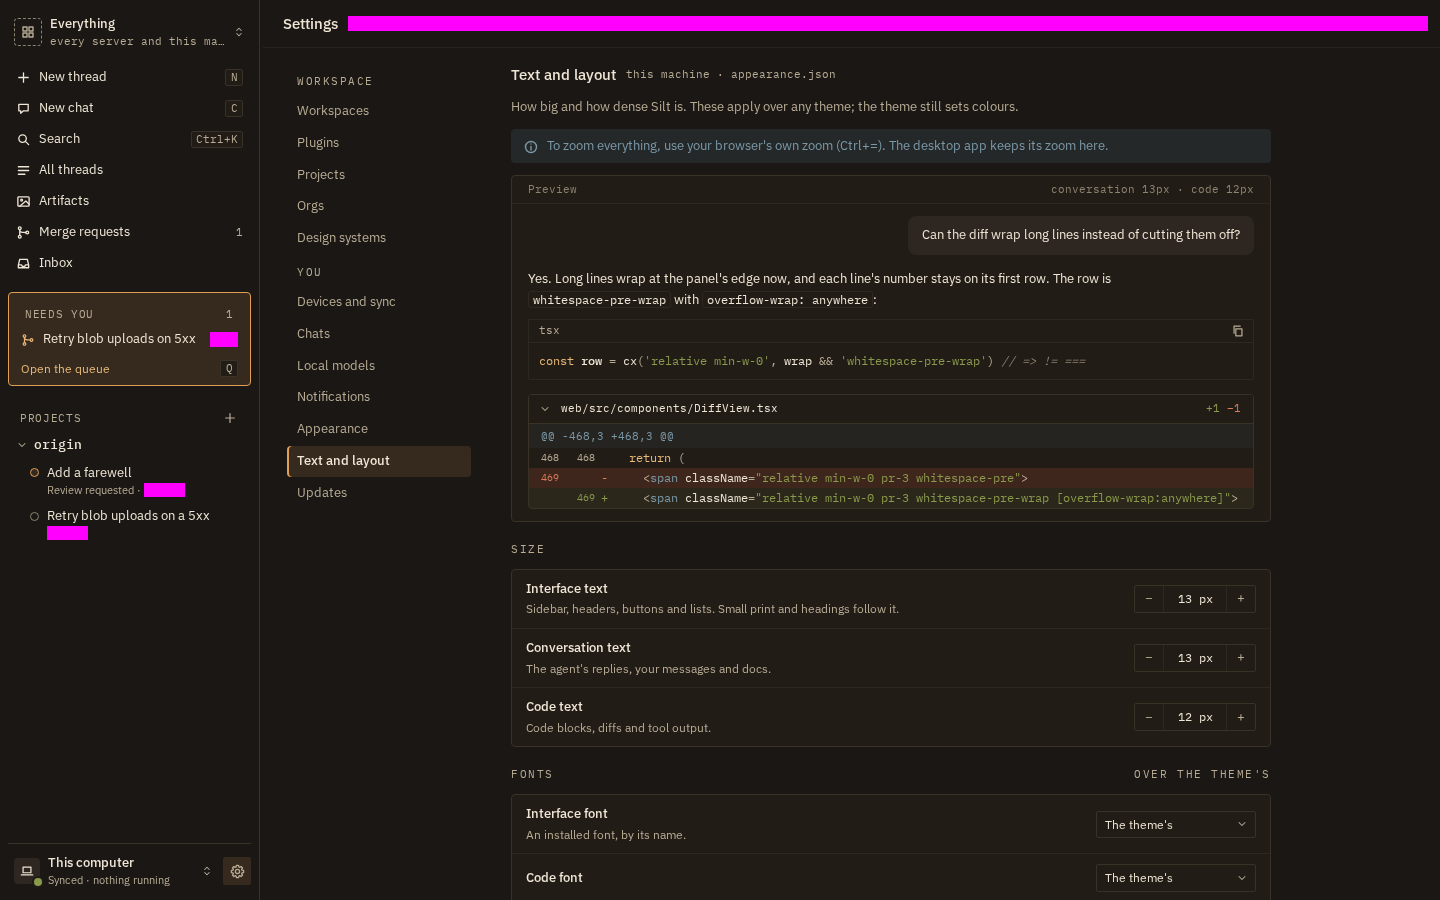 Everything
every server and this ma…
New thread N
New chat C
Search Ctrl+K
All threads
Artifacts
Merge requests 1
Inbox
NEEDS YOU 1
Retry blob uploads on 5xx
Open the queue Q
PROJECTS
origin
Add a farewell
Review requested ·
Retry blob uploads on a 5xx
This computer
Synced · nothing running
Settings
WORKSPACE
Workspaces
Plugins
Projects
Orgs
Design systems
YOU
Devices and sync
Chats
Local models
Notifications
Appearance
Text and layout
Updates
Text and layout this machine · appearance.json
How big and how dense Silt is. These apply over any theme; the theme still sets colours.
To zoom everything, use your browser's own zoom (Ctrl+=). The desktop app keeps its zoom here.
Preview conversation 13px · code 12px
Can the diff wrap long lines instead of cutting them off?
Yes. Long lines wrap at the panel's edge now, and each line's number stays on its first row. The row is
whitespace-pre-wrap with overflow-wrap: anywhere:
tsx
const row = cx('relative min-w-0', wrap && 'whitespace-pre-wrap') // => != ===
web/src/components/DiffView.tsx +1 −1
@@ -468,3 +468,3 @@
468 468 return (
469 - <span className="relative min-w-0 pr-3 whitespace-pre">
469 + <span className="relative min-w-0 pr-3 whitespace-pre-wrap [overflow-wrap:anywhere]">
SIZE
Interface text
Sidebar, headers, buttons and lists. Small print and headings follow it.
− 13 px +
Conversation text
The agent's replies, your messages and docs.
− 13 px +
Code text
Code blocks, diffs and tool output.
− 12 px +
FONTS OVER THE THEME'S
Interface font
An installed font, by its name.
The theme's
Code font
The theme's